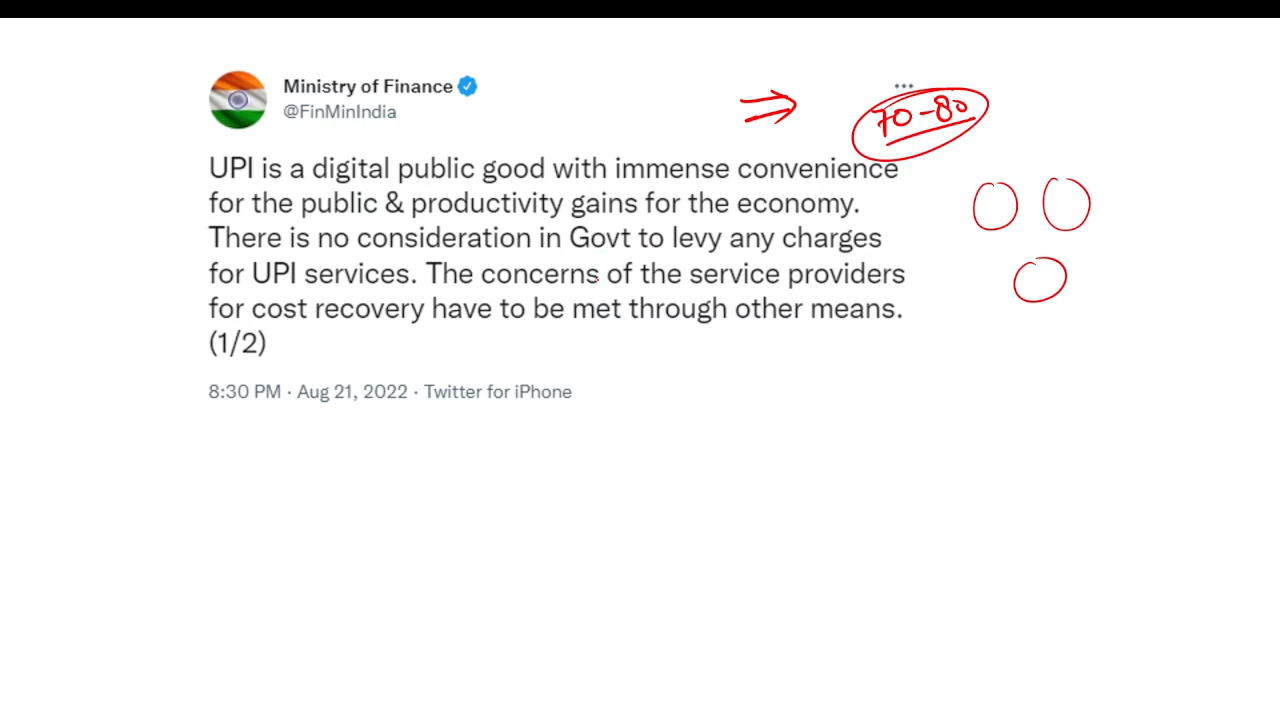 Ministry of Finance
@FinMinIndia
70-80
UPI is a digital public good with immense convenience
for the public & productivity gains for the economy.
There is no consideration in Govt to levy any charges
for UPI services. The concerns of the service providers
for cost recovery have to be met through other means.
(1/2)
8:30 PM · Aug 21, 2022 · Twitter for iPhone